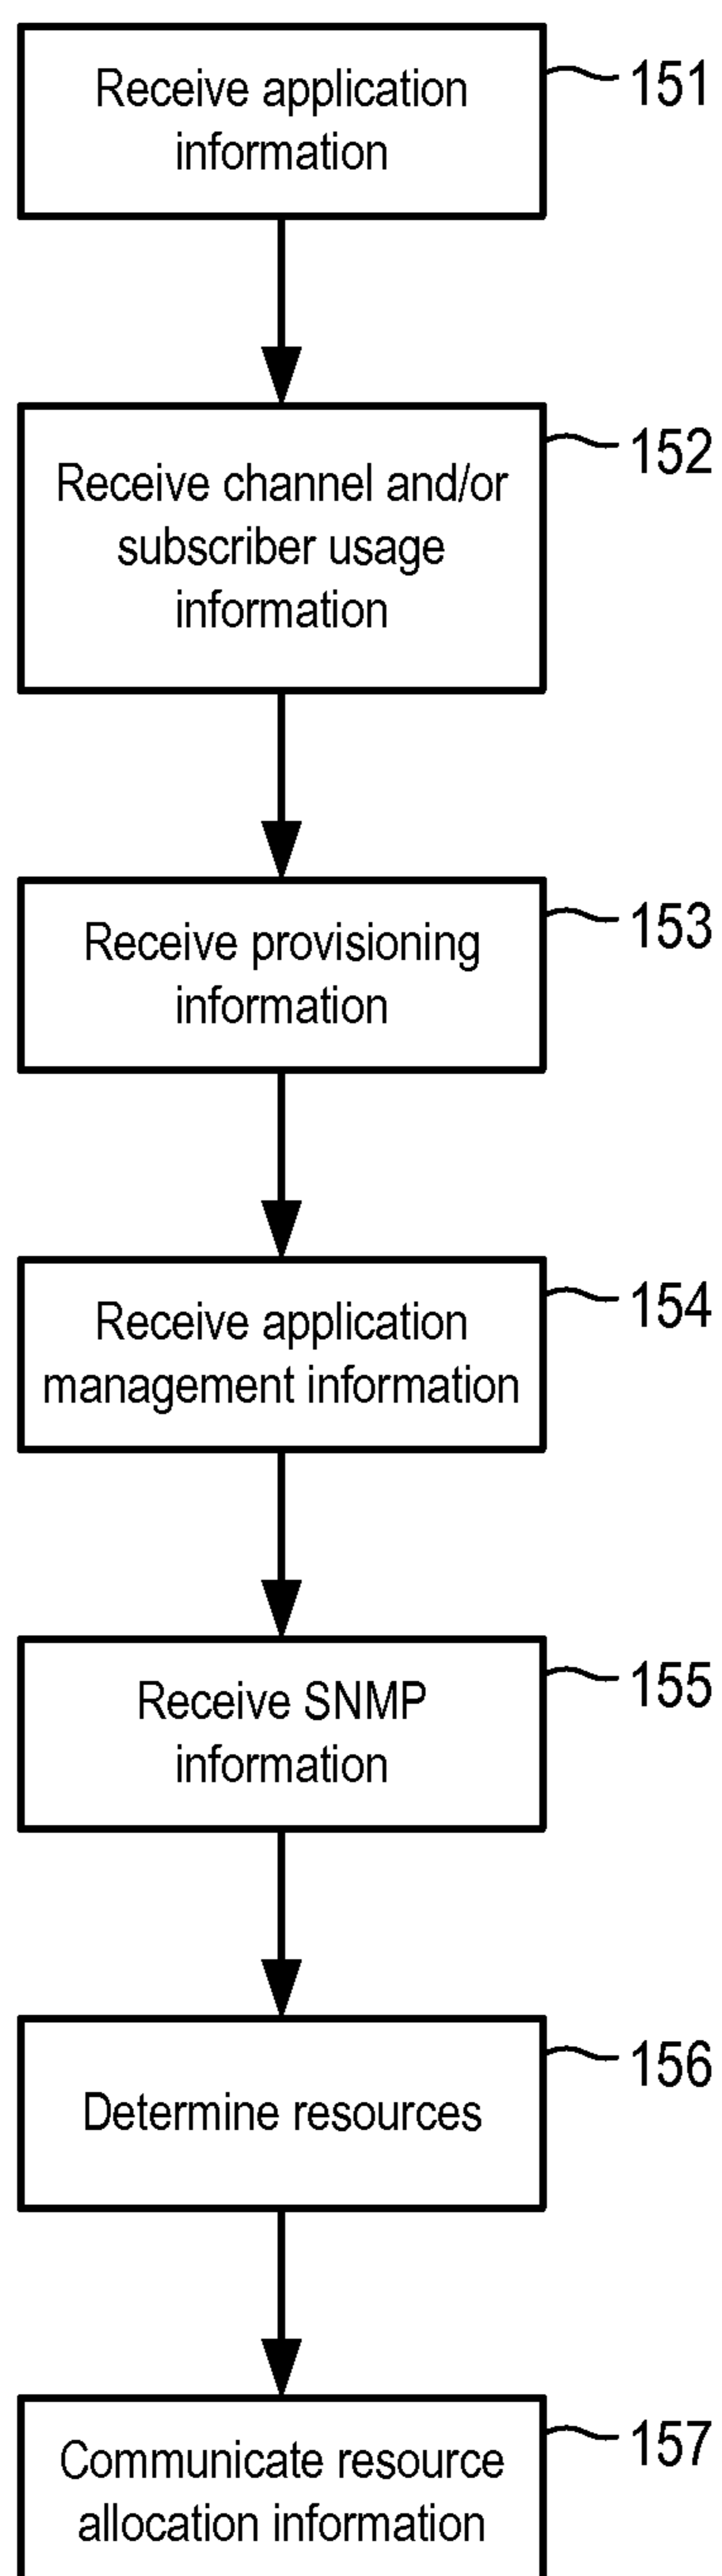 Receive application
information
151
Receive channel and/or
subscriber usage
information
152
Receive provisioning
information
153
Receive application
management information
154
Receive SNMP
information
155
Determine resources
156
Communicate resource
allocation information
157